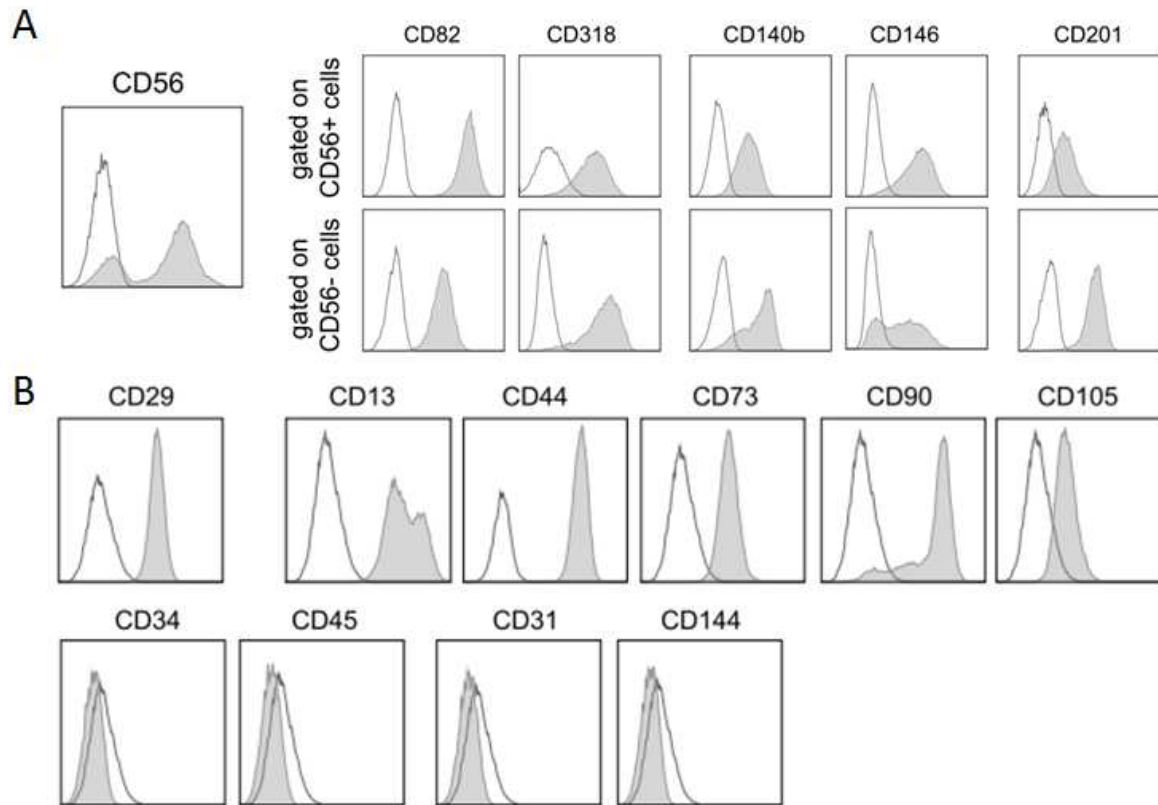 A
CD56
CD82 CD318 CD140b CD146 CD201
gated on
CD56+ cells
gated on
CD56- cells
B
CD29 CD13 CD44 CD73 CD90 CD105
CD34 CD45 CD31 CD144